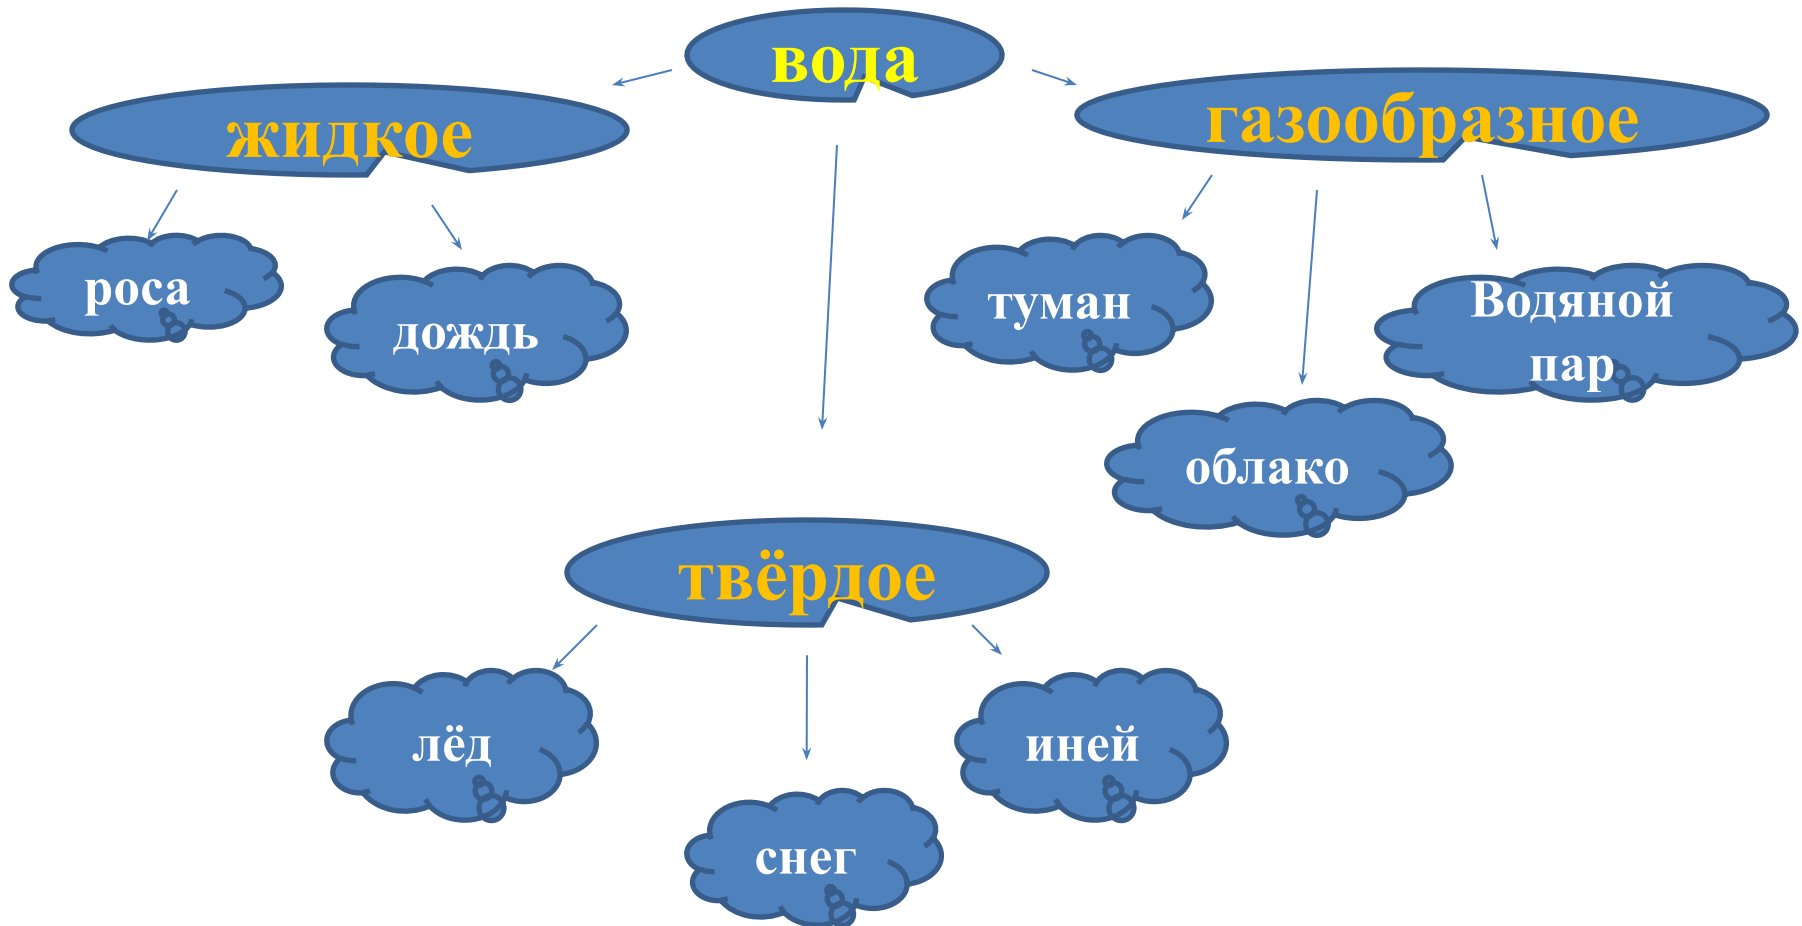 вода
жидкое
газообразное
роса
дождь
туман
Водяной
пар
облако
твёрдое
лёд
снег
иней